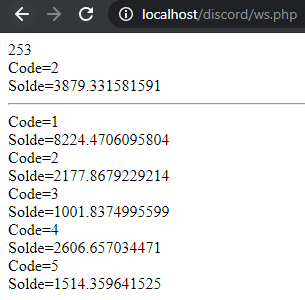 localhost/discord/ws.php
253
Code=2
Solde=3879.331581591
Code=1
Solde=8224.4706095804
Code=2
Solde=2177.8679229214
Code=3
Solde=1001.8374995599
Code=4
Solde=2606.657034471
Code=5
Solde=1514.359641525